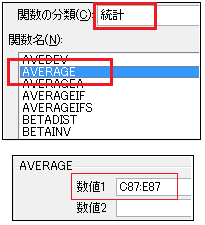 関数の分類(C): 統計
関数名(N):
AVEDEV
AVERAGE
AVERAGEA
AVERAGEIF
AVERAGEIFS
BETADIST
BETAINV
AVERAGE
数値1 C87:E87
数値2